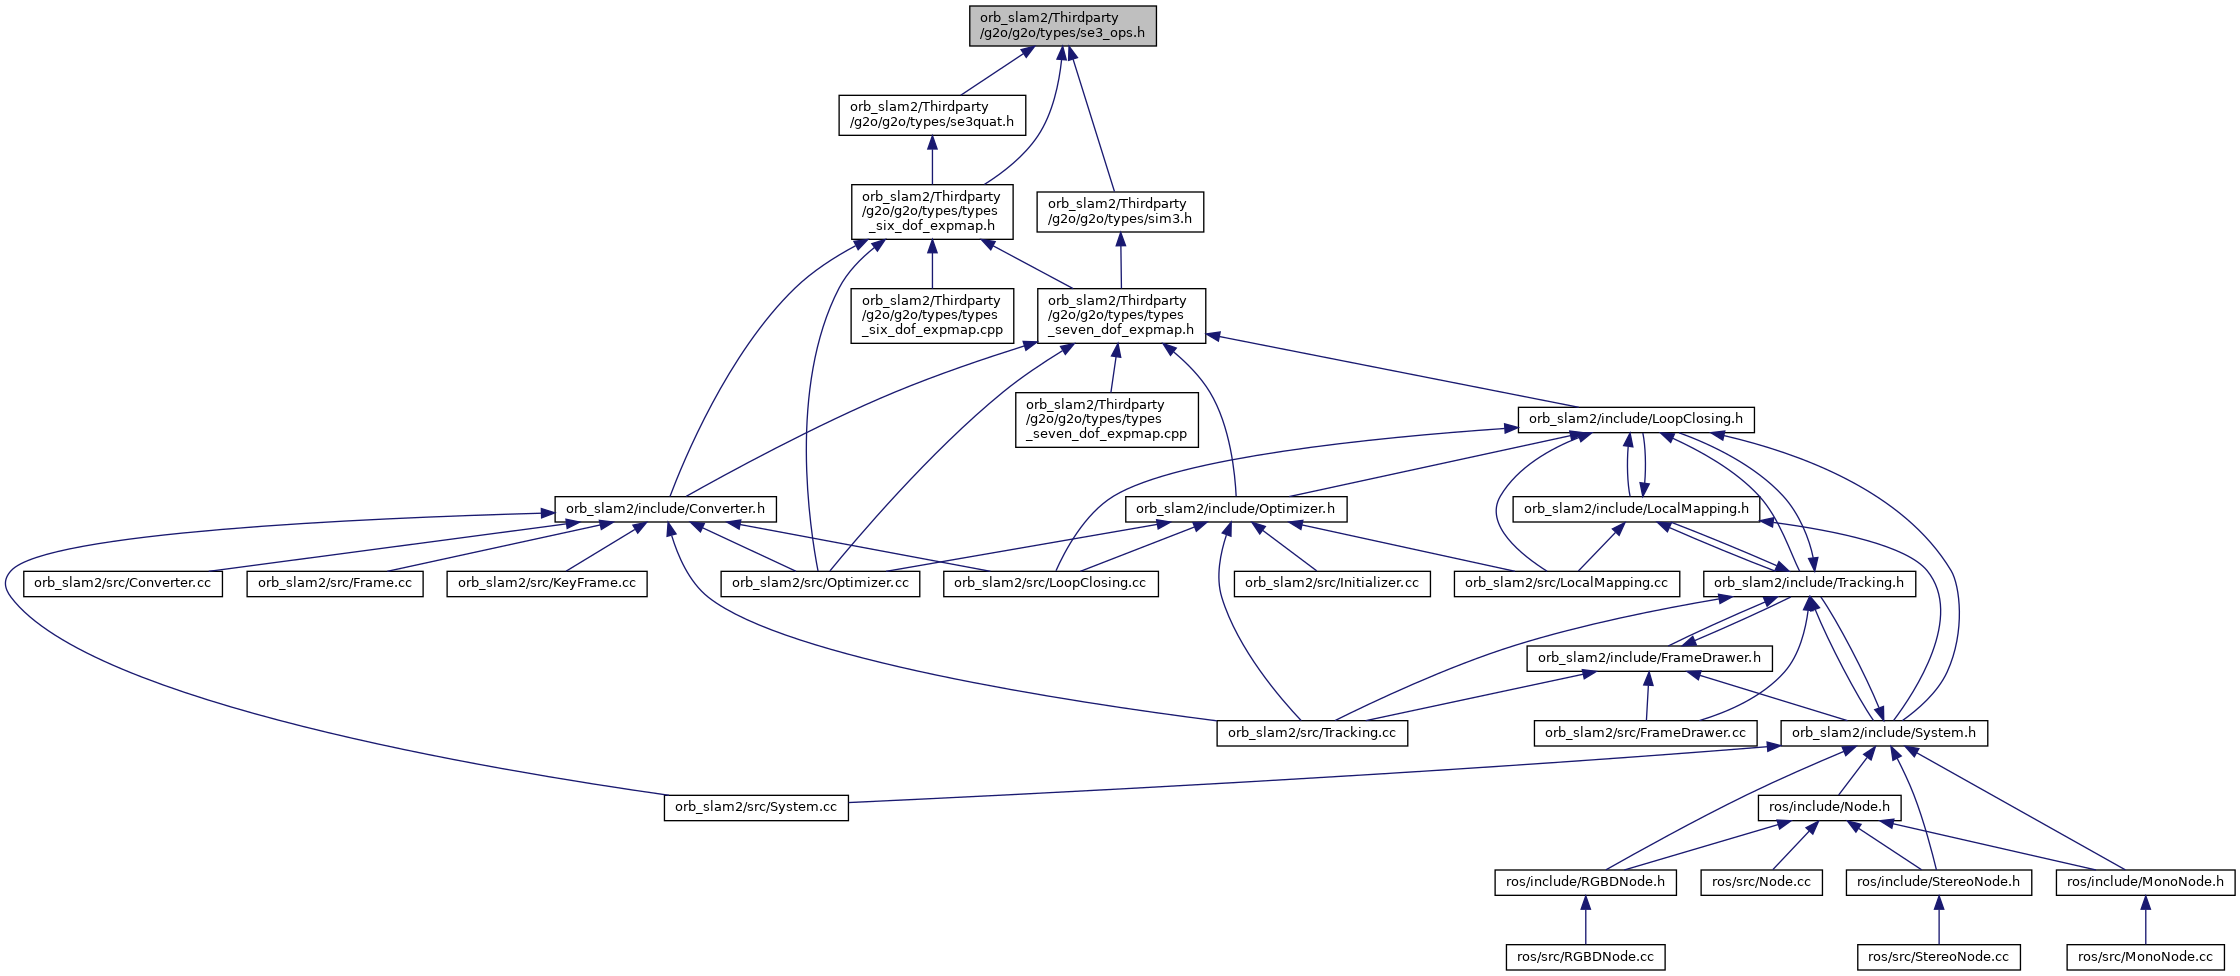 orb_slam2/Thirdparty
/g2o/g2o/types/se3_ops.h
orb_slam2/Thirdparty
/g2o/g2o/types/se3quat.h
orb_slam2/Thirdparty
/g2o/g2o/types/types
_six_dof_expmap.h
orb_slam2/Thirdparty
/g2o/g2o/types/sim3.h
orb_slam2/Thirdparty
/g2o/g2o/types/types
_six_dof_expmap.cpp
orb_slam2/Thirdparty
/g2o/g2o/types/types
_seven_dof_expmap.h
orb_slam2/Thirdparty
/g2o/g2o/types/types
_seven_dof_expmap.cpp
orb_slam2/include/LoopClosing.h
orb_slam2/include/Converter.h
orb_slam2/include/Optimizer.h
orb_slam2/include/LocalMapping.h
orb_slam2/src/Converter.cc
orb_slam2/src/Frame.cc
orb_slam2/src/KeyFrame.cc
orb_slam2/src/Optimizer.cc
orb_slam2/src/LoopClosing.cc
orb_slam2/src/Initializer.cc
orb_slam2/src/LocalMapping.cc
orb_slam2/include/Tracking.h
orb_slam2/include/FrameDrawer.h
orb_slam2/src/Tracking.cc
orb_slam2/src/FrameDrawer.cc
orb_slam2/include/System.h
orb_slam2/src/System.cc
ros/include/Node.h
ros/include/RGBDNode.h
ros/src/Node.cc
ros/include/StereoNode.h
ros/include/MonoNode.h
ros/src/RGBDNode.cc
ros/src/StereoNode.cc
ros/src/MonoNode.cc